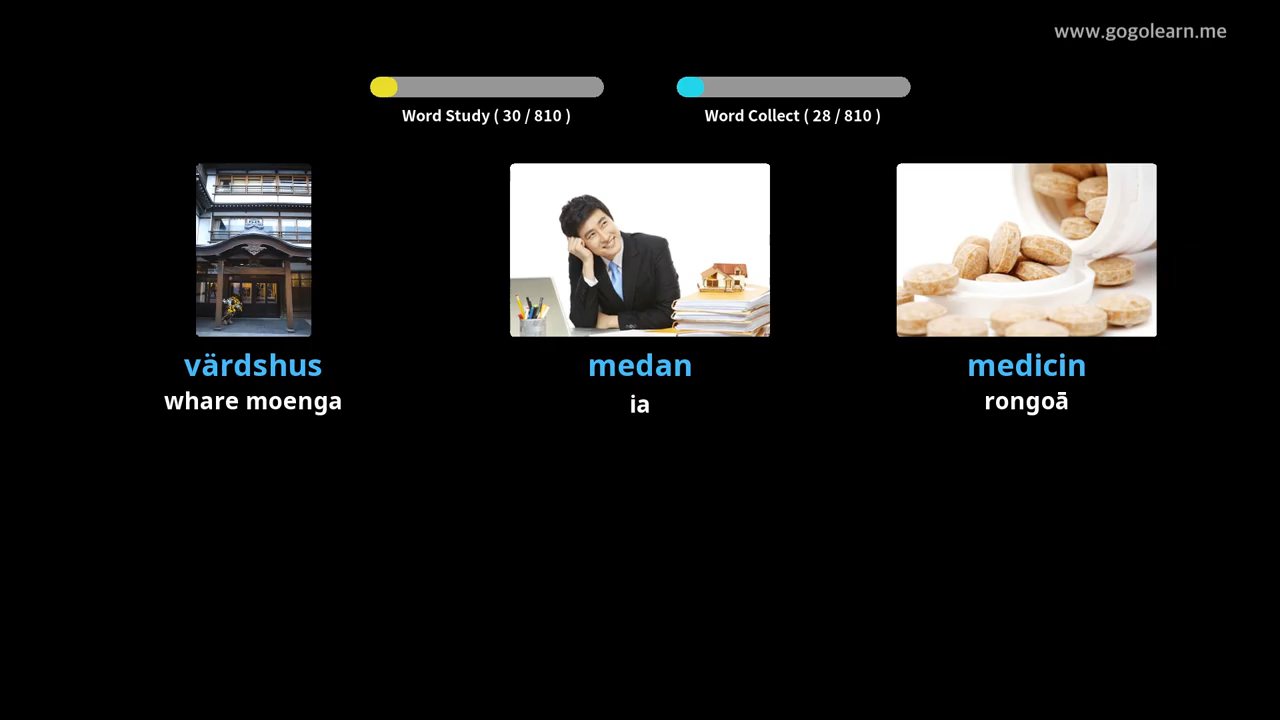 www.gogolearn.me
Word Study ( 30 / 810 )
Word Collect ( 28 / 810 )
värdshus
whare moenga
medan
ia
medicin
rongoā